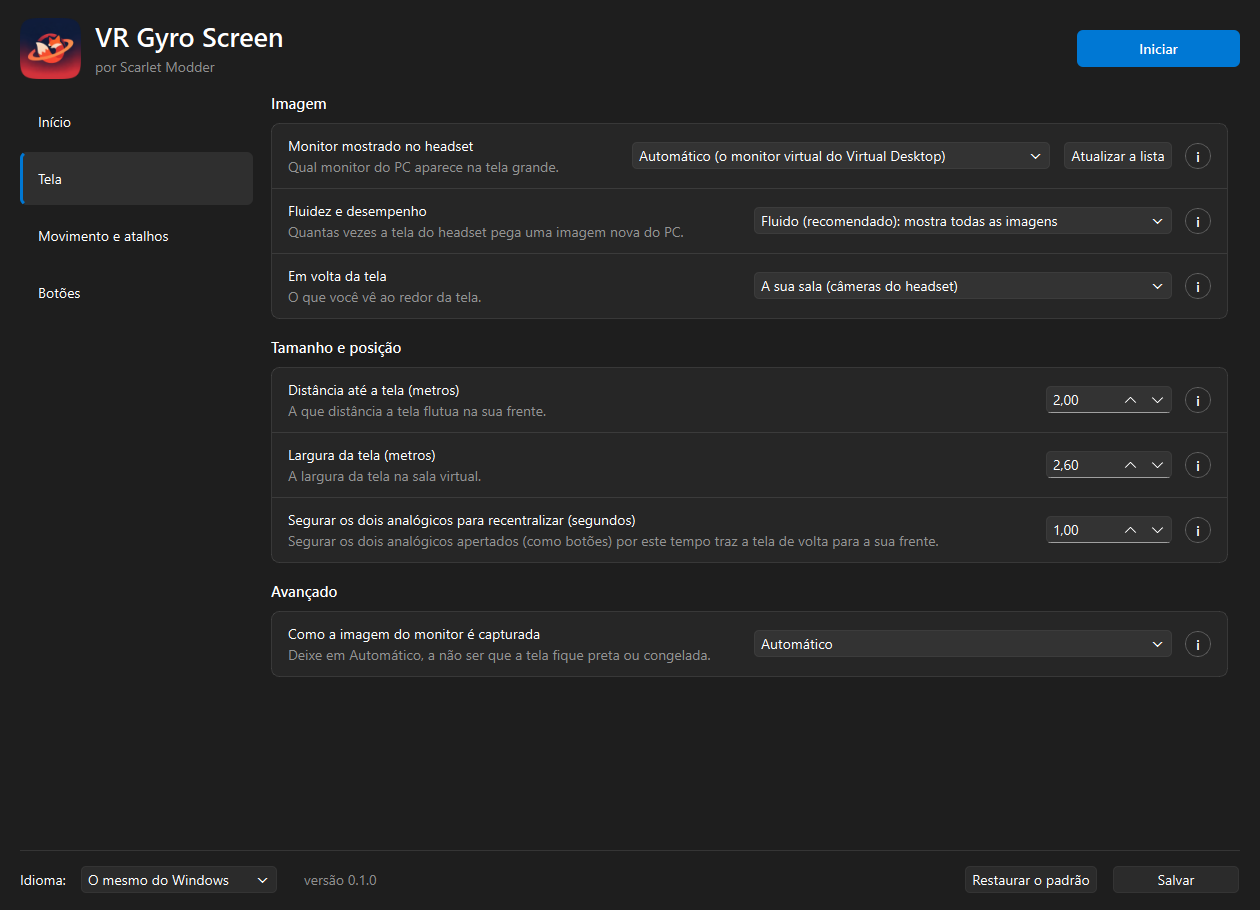 VR Gyro Screen
por Scarlet Modder
Iniciar
Início
Tela
Movimento e atalhos
Botões
Imagem
Monitor mostrado no headset
Qual monitor do PC aparece na tela grande.
Automático (o monitor virtual do Virtual Desktop)
Atualizar a lista
i
Fluidez e desempenho
Quantas vezes a tela do headset pega uma imagem nova do PC.
Fluido (recomendado): mostra todas as imagens
i
Em volta da tela
O que você vê ao redor da tela.
A sua sala (câmeras do headset)
i
Tamanho e posição
Distância até a tela (metros)
A que distância a tela flutua na sua frente.
2,00
i
Largura da tela (metros)
A largura da tela na sala virtual.
2,60
i
Segurar os dois analógicos para recentralizar (segundos)
Segurar os dois analógicos apertados (como botões) por este tempo traz a tela de volta para a sua frente.
1,00
i
Avançado
Como a imagem do monitor é capturada
Deixe em Automático, a não ser que a tela fique preta ou congelada.
Automático
i
Idioma:
O mesmo do Windows
versão 0.1.0
Restaurar o padrão
Salvar